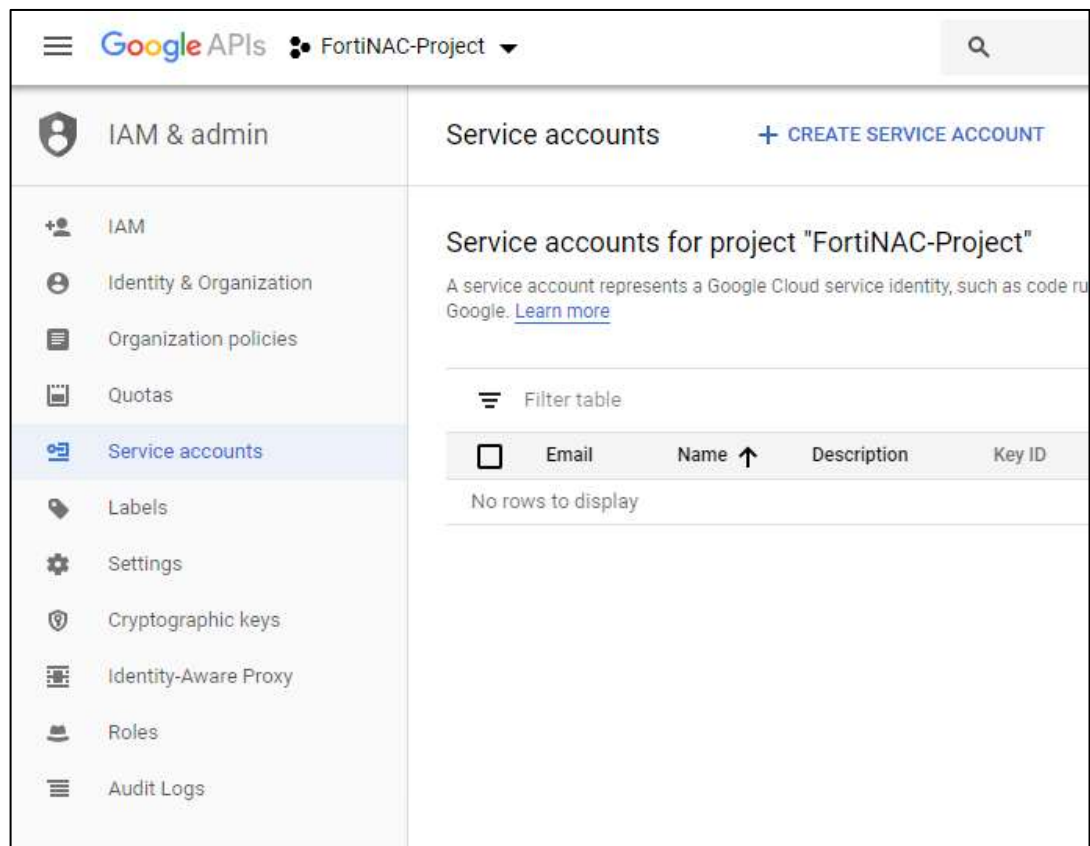 Google APIs FortiNAC-Project
IAM & admin
Service accounts + CREATE SERVICE ACCOUNT
IAM
Identity & Organization
Organization policies
Quotas
Service accounts
Labels
Settings
Cryptographic keys
Identity-Aware Proxy
Roles
Audit Logs
Service accounts for project "FortiNAC-Project"
A service account represents a Google Cloud service identity, such as code ru
Google. Learn more
Filter table
Email Name Description Key ID
No rows to display